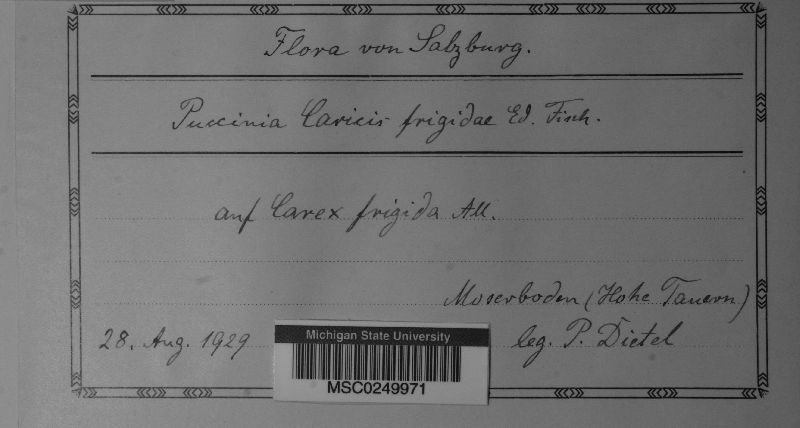 Flora von Salzburg.
Puccinia Caricis frigidae Ed. Fisch.
auf Carex frigida All.
Moserboden (Hohe Tauern)
28. Aug. 1929 leg. P. Dietel
Michigan State University
MSC0249971